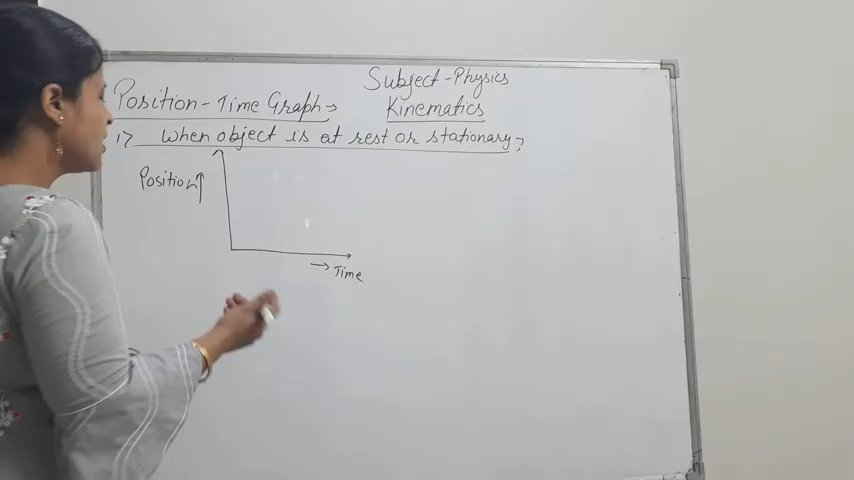 Subject-Physics
Position - Time Graph → Kinematics
1) When object is at rest or stationary?
Position ↑
→ Time